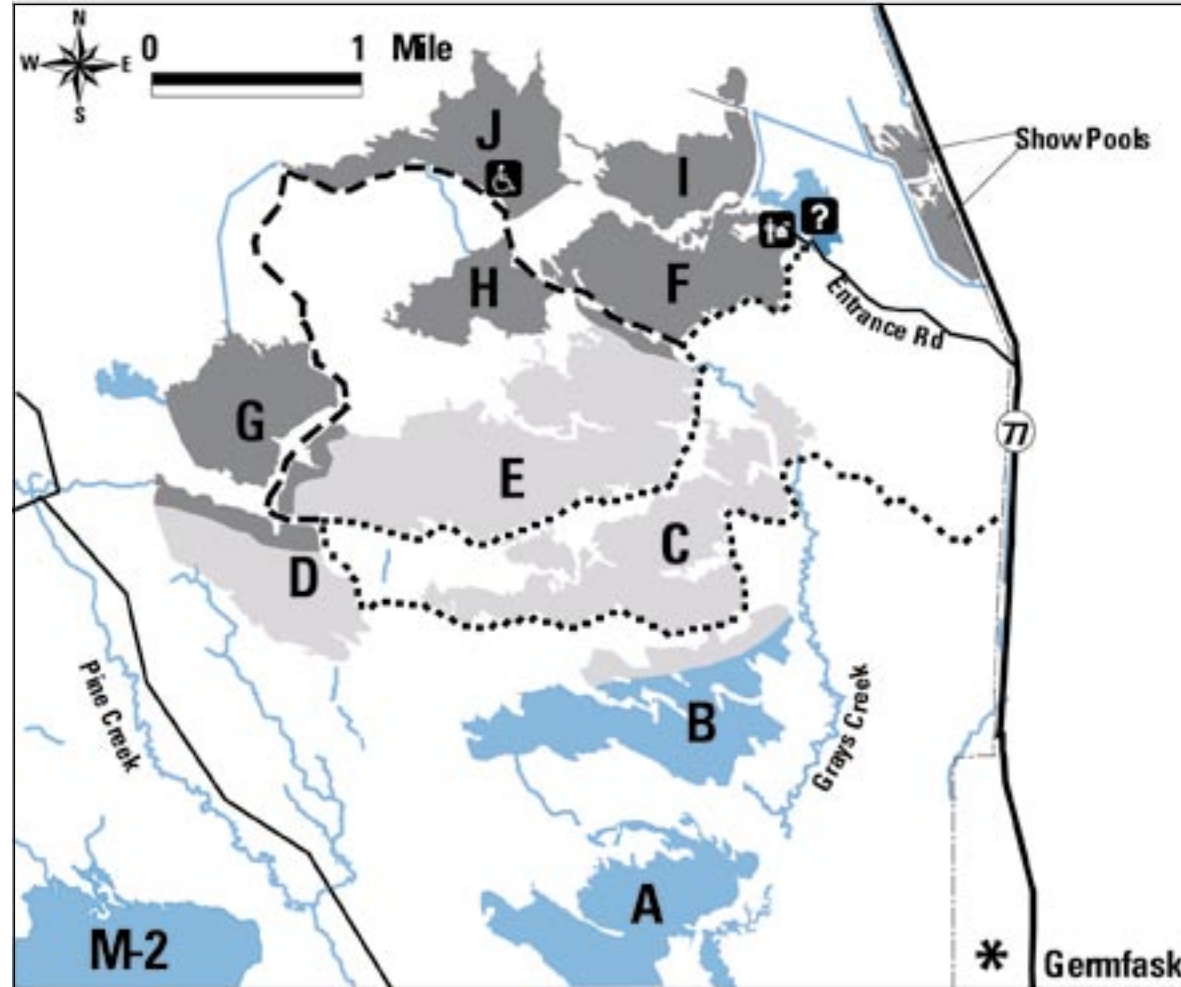 N
W E
S
0 1 Mile
J
I
Show Pools
?
H
F
Entrance Rd
G
77
E
C
D
Pine Creek
B
Grays Creek
A
M-2
* Germfask